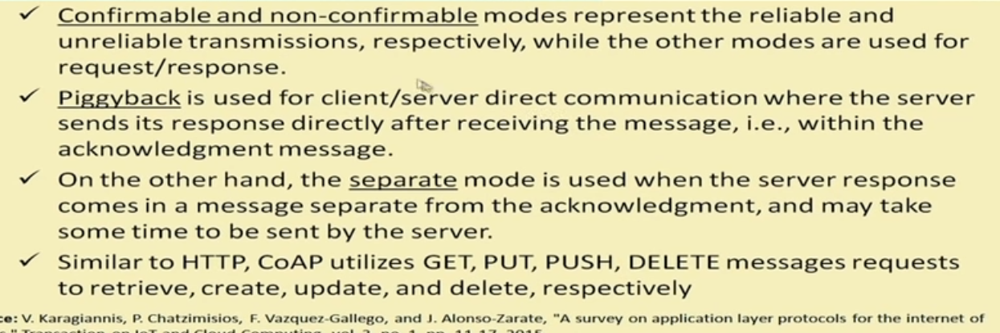 ✓ Confirmable and non-confirmable modes represent the reliable and
unreliable transmissions, respectively, while the other modes are used for
request/response.
✓ Piggyback is used for client/server direct communication where the server
sends its response directly after receiving the message, i.e., within the
acknowledgment message.
✓ On the other hand, the separate mode is used when the server response
comes in a message separate from the acknowledgment, and may take
some time to be sent by the server.
✓ Similar to HTTP, CoAP utilizes GET, PUT, PUSH, DELETE messages requests
to retrieve, create, update, and delete, respectively
ce: V. Karagiannis, P. Chatzimisios, F. Vazquez-Gallego, and J. Alonso-Zarate, "A survey on application layer protocols for the internet of
" Transaction on IoT and Cloud Computing, vol. 3, no. 1, pp. 11-17, 2015